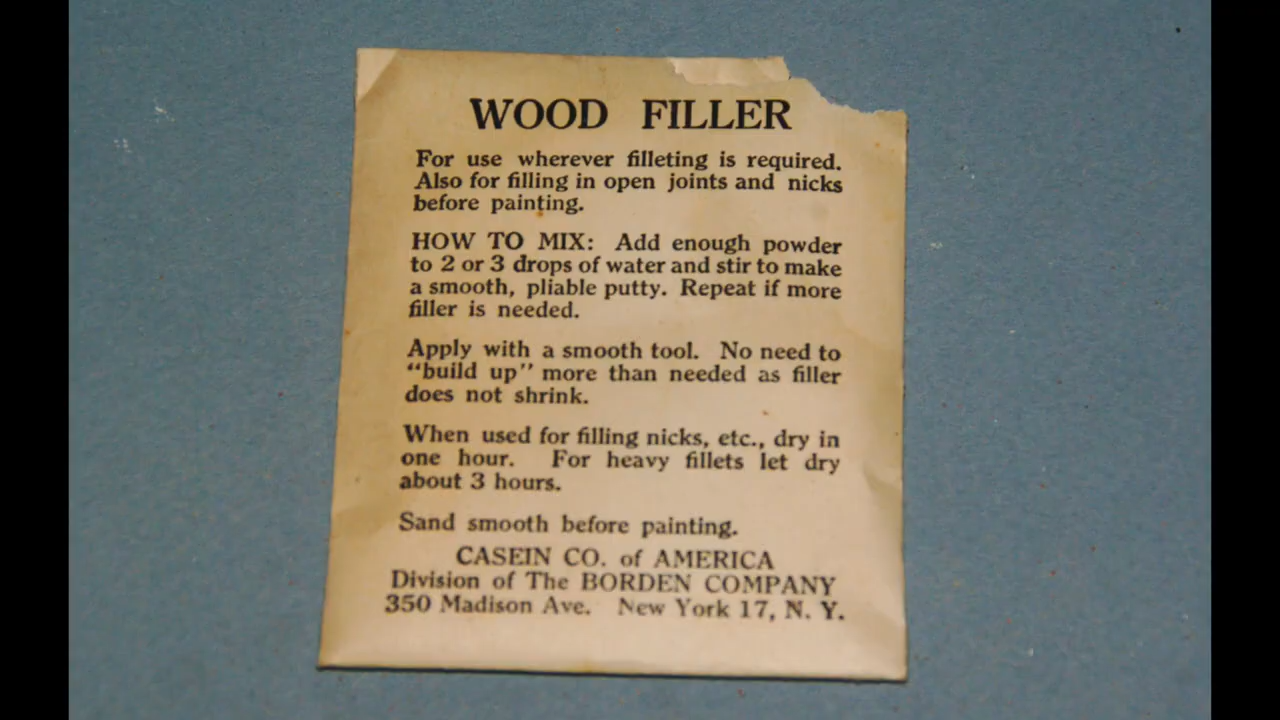 WOOD FILLER
For use wherever filleting is required.
Also for filling in open joints and nicks
before painting.
HOW TO MIX: Add enough powder
to 2 or 3 drops of water and stir to make
a smooth, pliable putty. Repeat if more
filler is needed.
Apply with a smooth tool. No need to
“build up” more than needed as filler
does not shrink.
When used for filling nicks, etc., dry in
one hour. For heavy fillets let dry
about 3 hours.
Sand smooth before painting.
CASEIN CO. of AMERICA
Division of The BORDEN COMPANY
350 Madison Ave. New York 17, N. Y.